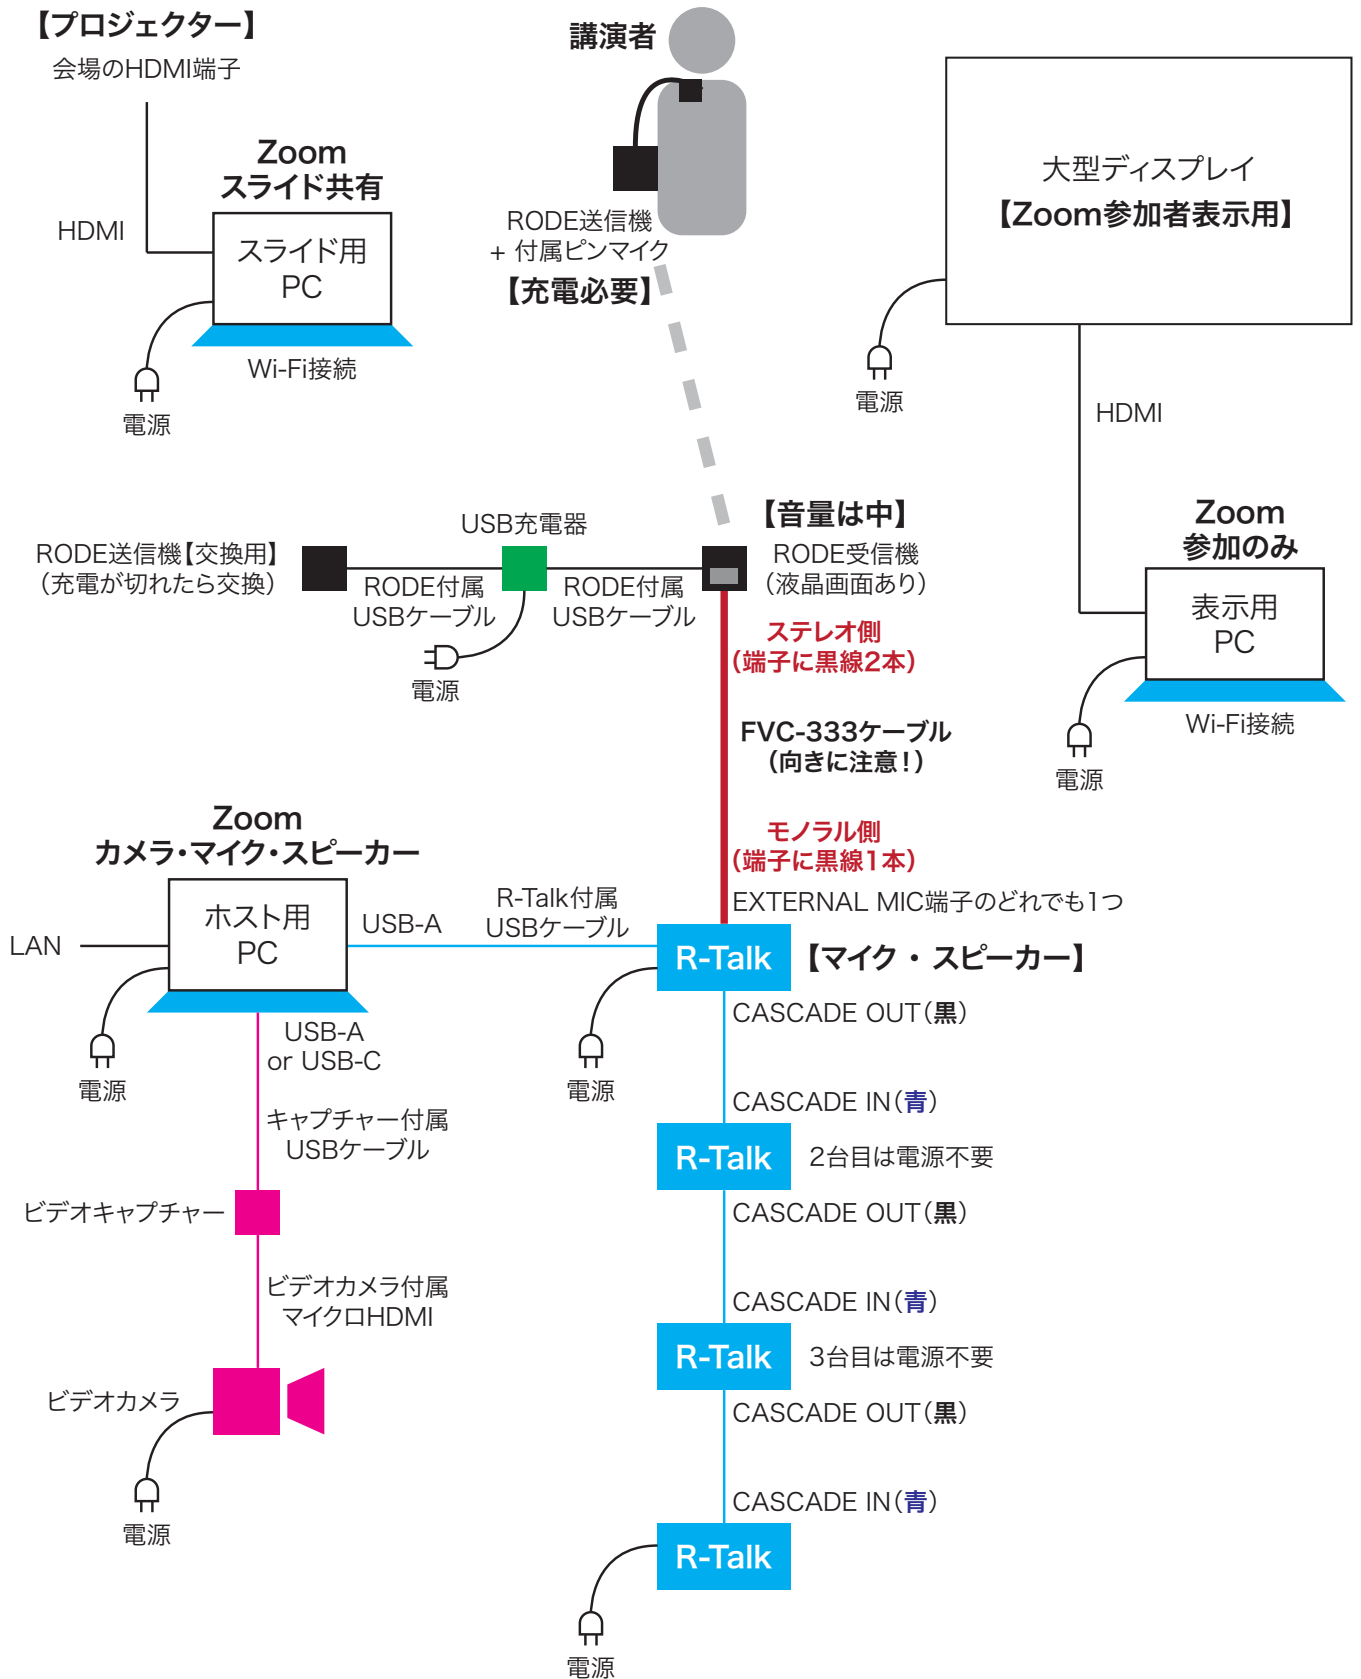 【プロジェクター】
会場のHDMI端子
Zoom
スライド共有
HDMI
スライド用
PC
Wi-Fi接続
電源
講演者
RODE送信機
+ 付属ピンマイク
【充電必要】
大型ディスプレイ
【Zoom参加者表示用】
電源
HDMI
Zoom
参加のみ
表示用
PC
Wi-Fi接続
電源
RODE送信機【交換用】
（充電が切れたら交換）
USB充電器
RODE付属
USBケーブル
RODE付属
USBケーブル
電源
【音量は中】
RODE受信機
（液晶画面あり）
ステレオ側
（端子に黒線2本）
FVC-333ケーブル
（向きに注意！）
モノラル側
（端子に黒線1本）
EXTERNAL MIC端子のどれでも1つ
Zoom
カメラ・マイク・スピーカー
LAN
ホスト用
PC
USB-A
R-Talk付属
USBケーブル
電源
USB-A
or USB-C
キャプチャー付属
USBケーブル
ビデオキャプチャー
ビデオカメラ付属
マイクロHDMI
ビデオカメラ
電源
R-Talk
【マイク・スピーカー】
電源
CASCADE OUT（黒）
CASCADE IN（青）
R-Talk
2台目は電源不要
CASCADE OUT（黒）
CASCADE IN（青）
R-Talk
3台目は電源不要
CASCADE OUT（黒）
CASCADE IN（青）
R-Talk
電源